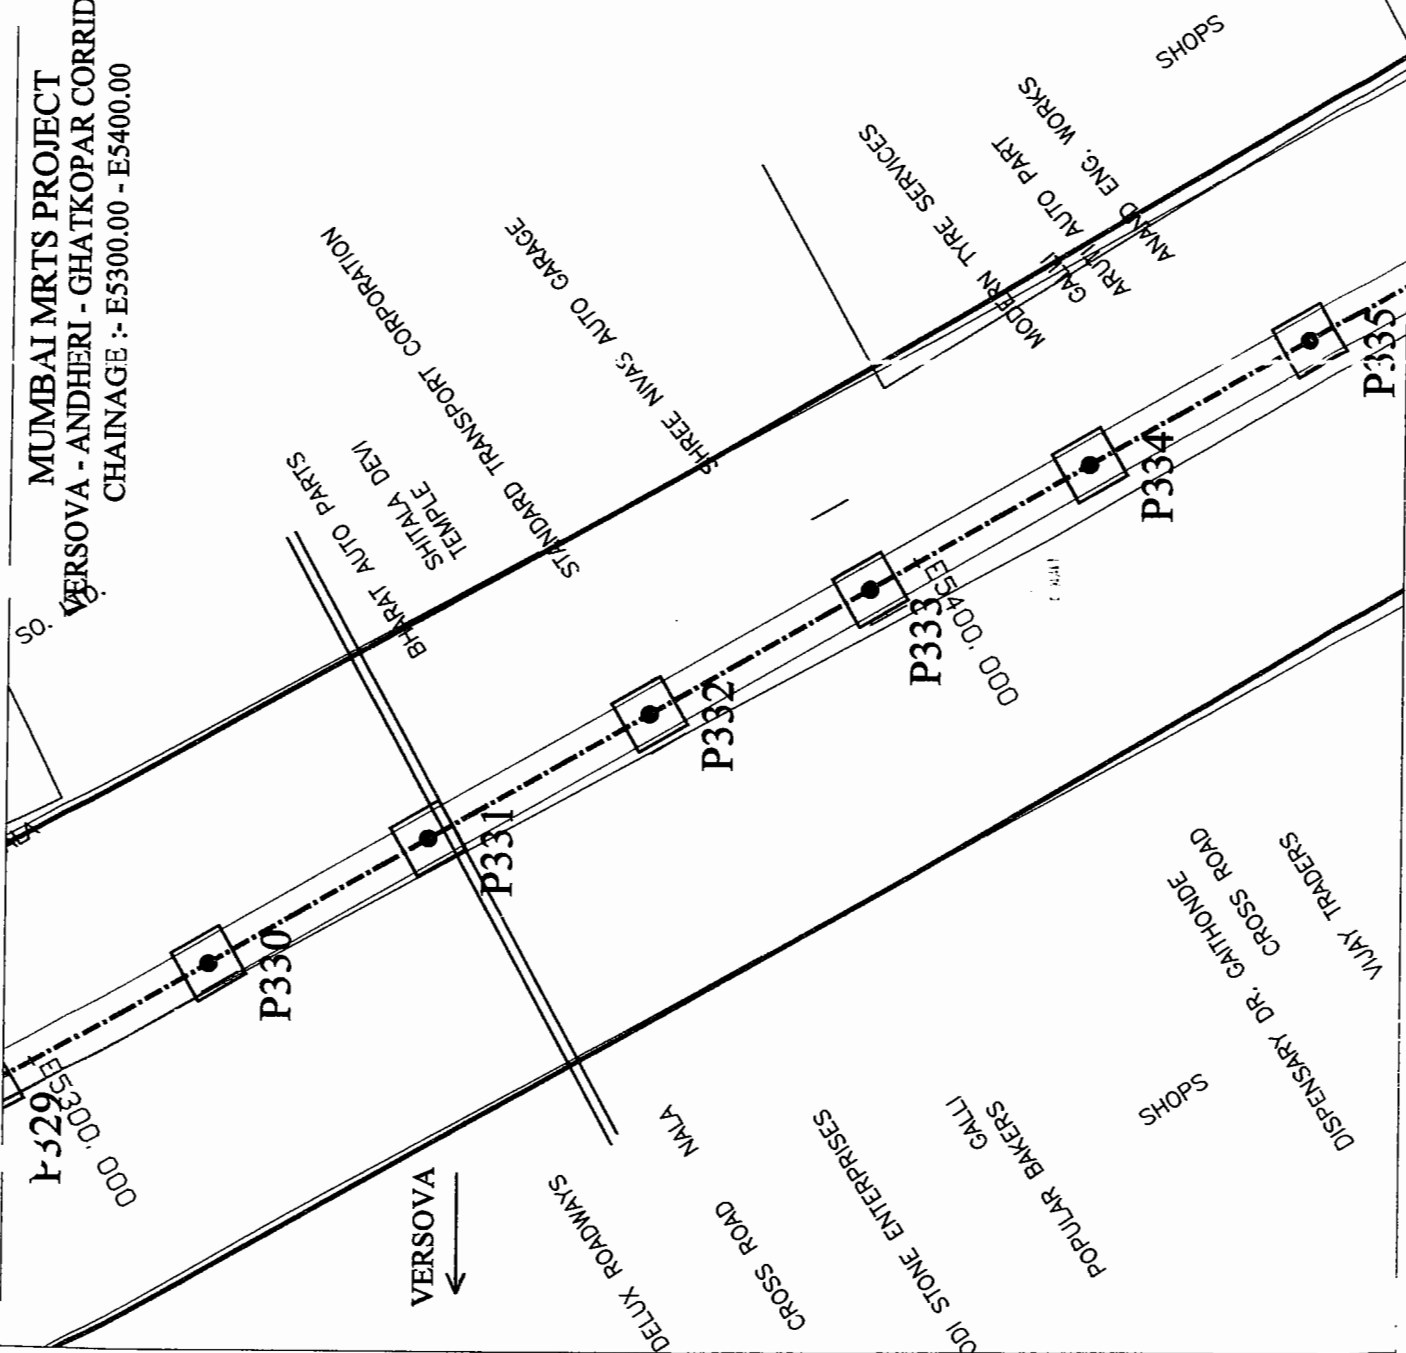 MUMBAI MRTS PROJECT
VERSOVA - ANDHERI - GHATKOPAR CORRID
CHAINAGE :- E5300.00 - E5400.00
SO. LTD.
BHARAT AUTO PARTS
SHITALA DEVI
TEMPLE
STANDARD TRANSPORT CORPORATION
SHREE NIVAS AUTO GARAGE
MODERN TYRE SERVICES
GALLI
ARUN AUTO PART
ANAND ENG. WORKS
SHOPS
P329
E5300.000
P330
P331
P332
P333
E5400.000
P334
P335
VERSOVA
DELUX ROADWAYS
NALA
CROSS ROAD
ODI STONE ENTERPRISES
GALLI
POPULAR BAKERS
SHOPS
DISPENSARY DR. GAITHONDE
CROSS ROAD
VIJAY TRADERS